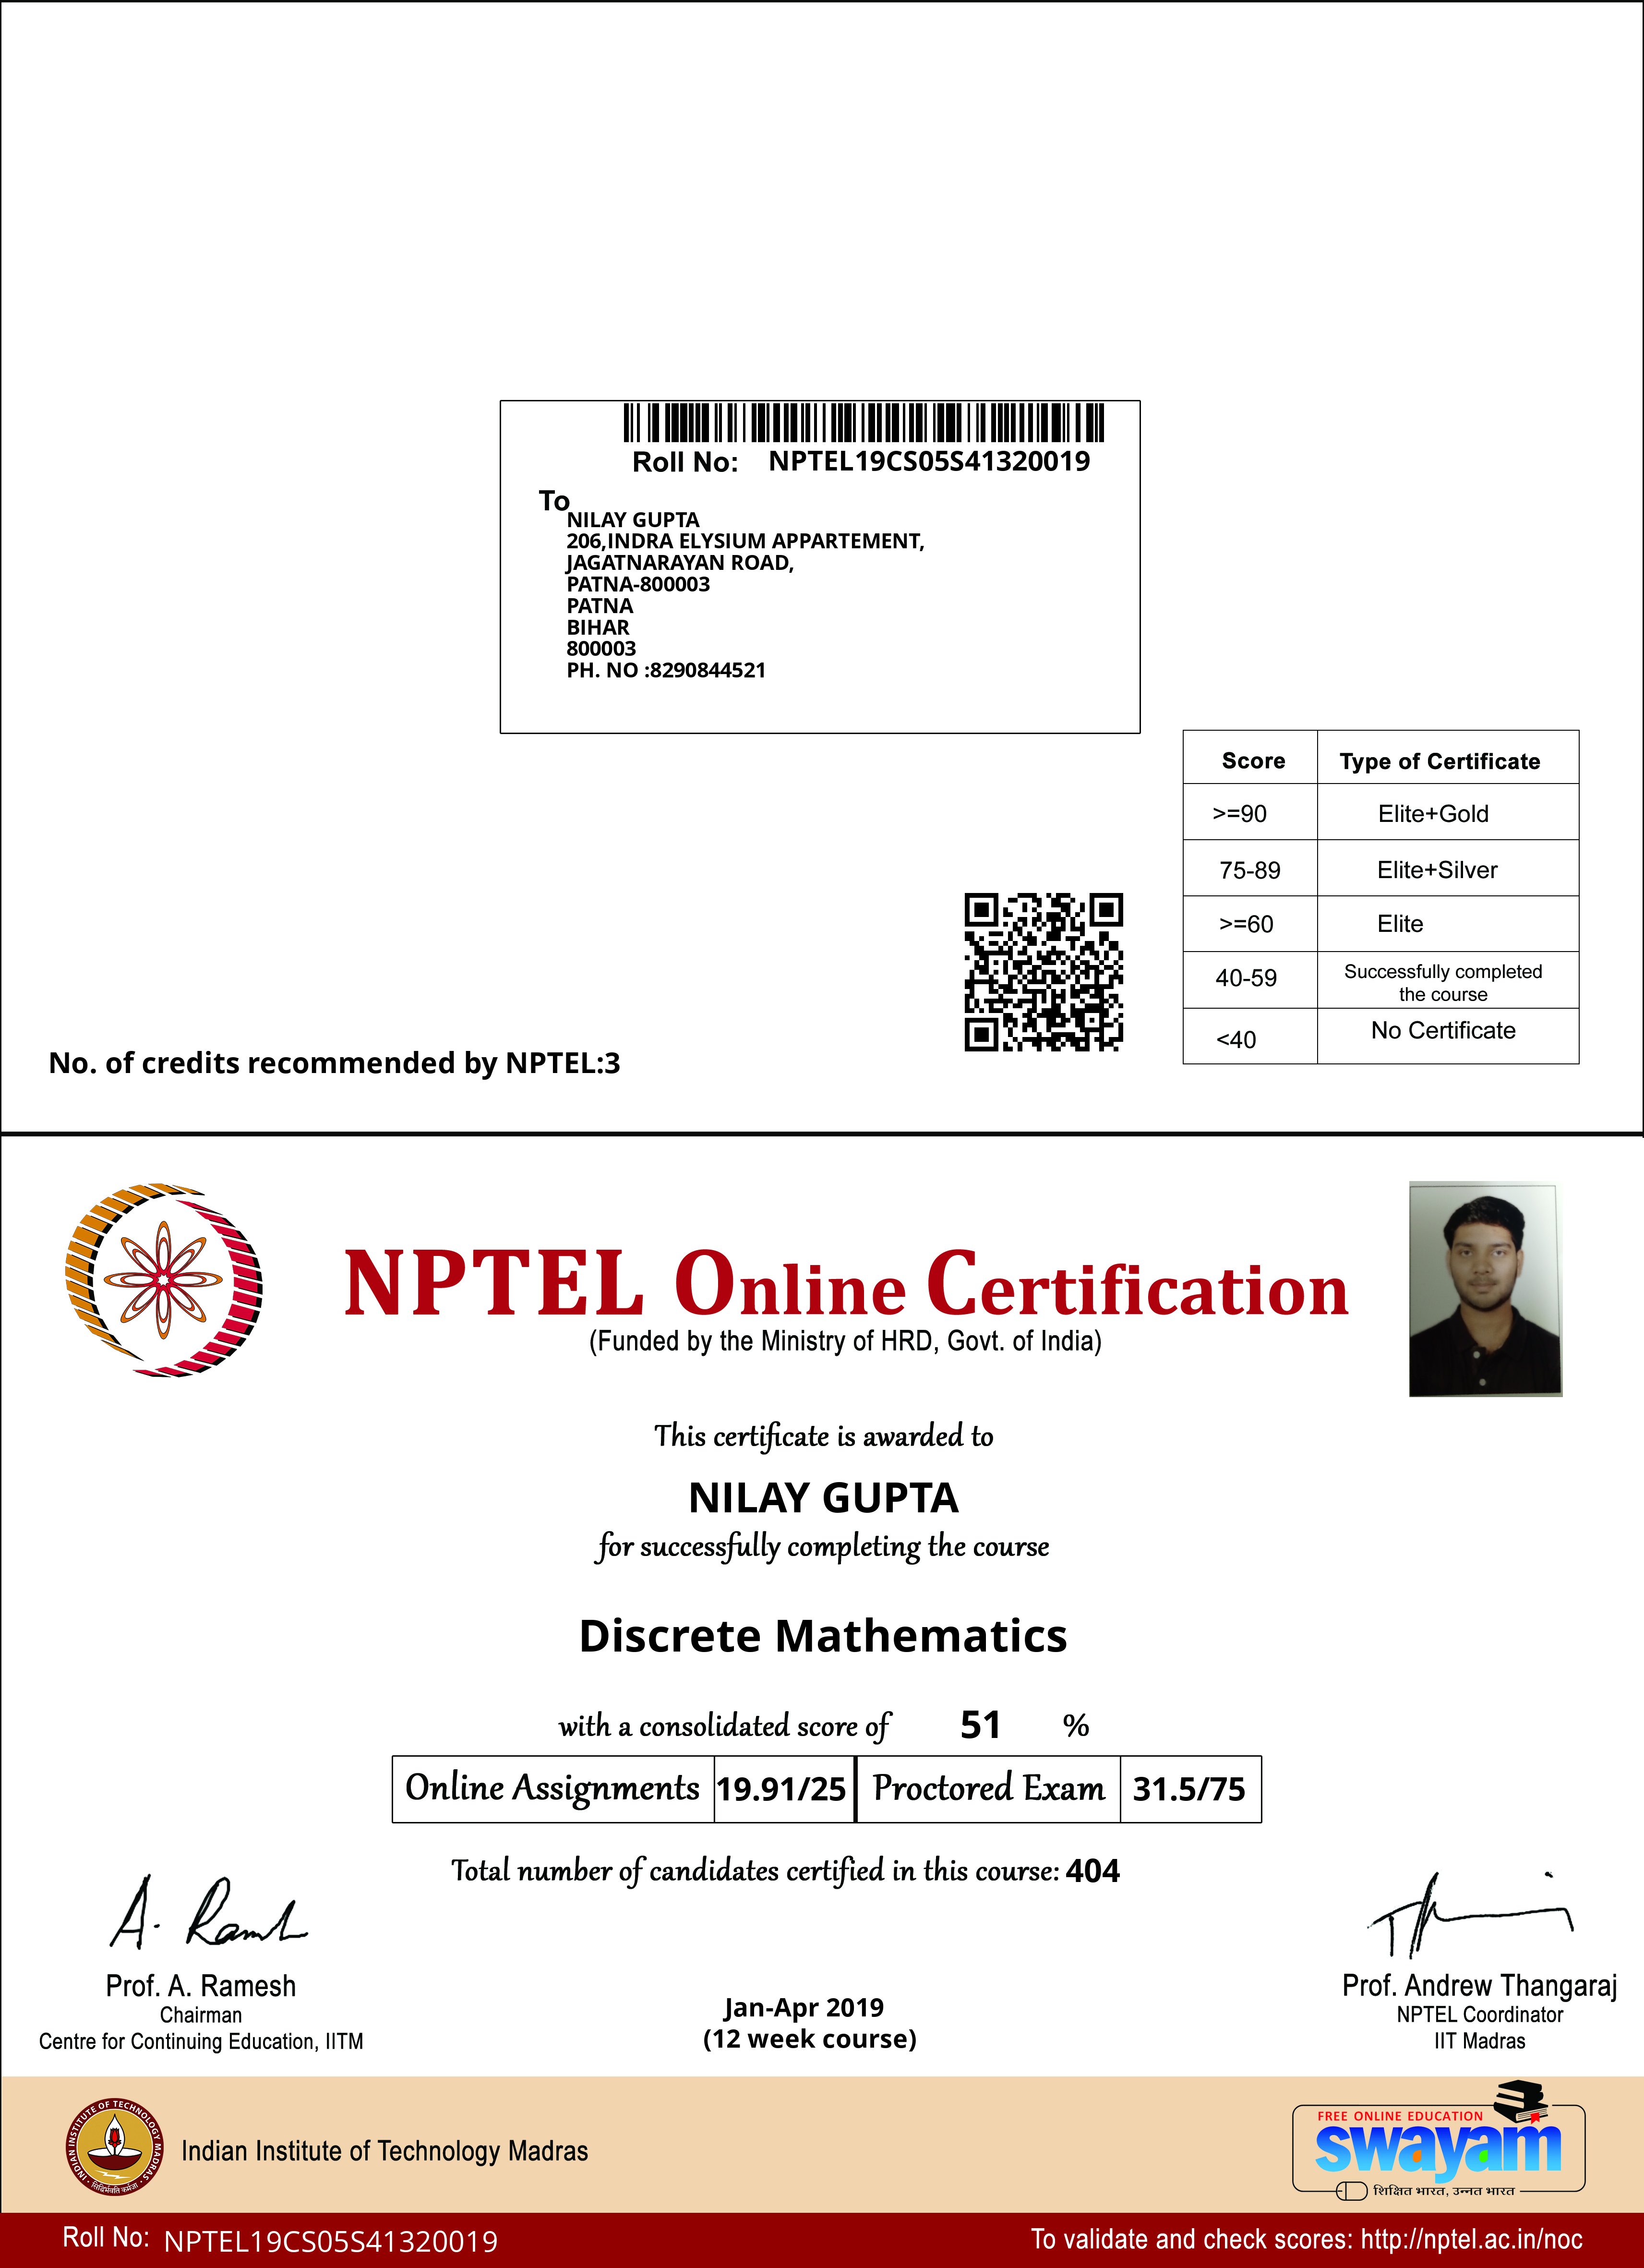 Roll No: NPTEL19CS05S41320019
To
NILAY GUPTA
206,INDRA ELYSIUM APPARTEMENT,
JAGATNARAYAN ROAD,
PATNA-800003
PATNA
BIHAR
800003
PH. NO :8290844521
Score Type of Certificate
>=90 Elite+Gold
75-89 Elite+Silver
>=60 Elite
40-59 Successfully completed
the course
<40 No Certificate
No. of credits recommended by NPTEL:3
NPTEL Online Certification
(Funded by the Ministry of HRD, Govt. of India)
This certificate is awarded to
NILAY GUPTA
for successfully completing the course
Discrete Mathematics
with a consolidated score of 51 %
Online Assignments 19.91/25 Proctored Exam 31.5/75
Total number of candidates certified in this course: 404
A. Ramesh
Prof. A. Ramesh
Chairman
Centre for Continuing Education, IITM
Jan-Apr 2019
(12 week course)
Prof. Andrew Thangaraj
NPTEL Coordinator
IIT Madras
INDIAN INSTITUTE OF TECHNOLOGY MADRAS
सिद्धिर्भवति कर्मजा
Indian Institute of Technology Madras
FREE ONLINE EDUCATION
swayam
शिक्षित भारत, उन्नत भारत
Roll No: NPTEL19CS05S41320019
To validate and check scores: http://nptel.ac.in/noc